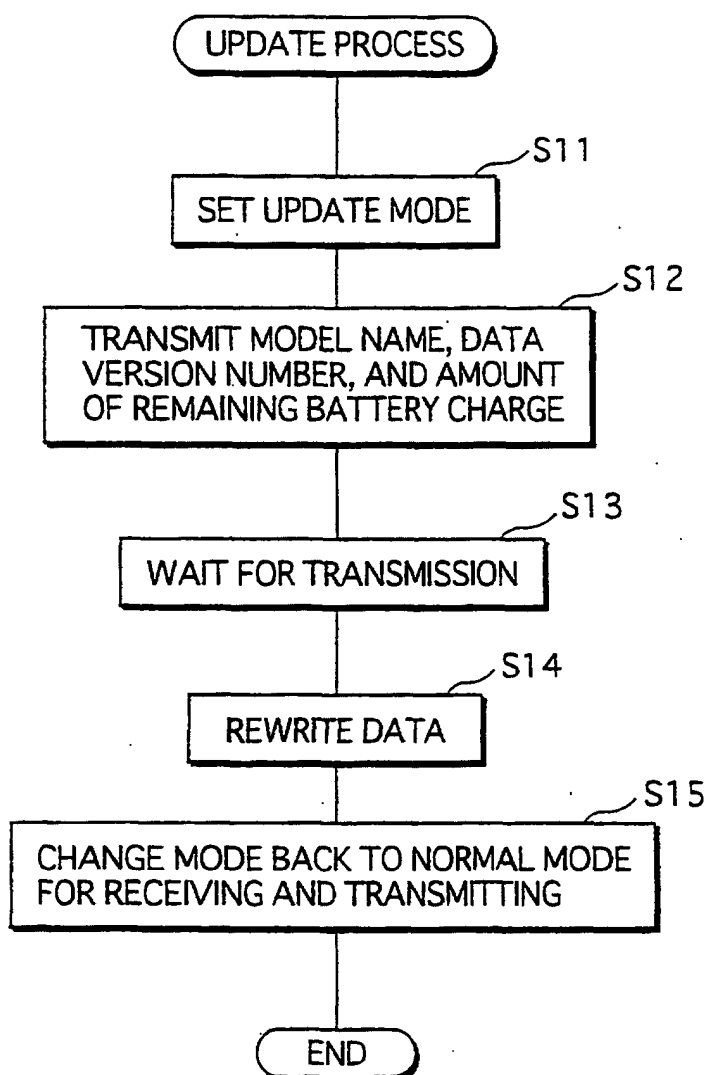 UPDATE PROCESS
S11
SET UPDATE MODE
S12
TRANSMIT MODEL NAME, DATA
VERSION NUMBER, AND AMOUNT
OF REMAINING BATTERY CHARGE
S13
WAIT FOR TRANSMISSION
S14
REWRITE DATA
S15
CHANGE MODE BACK TO NORMAL MODE
FOR RECEIVING AND TRANSMITTING
END